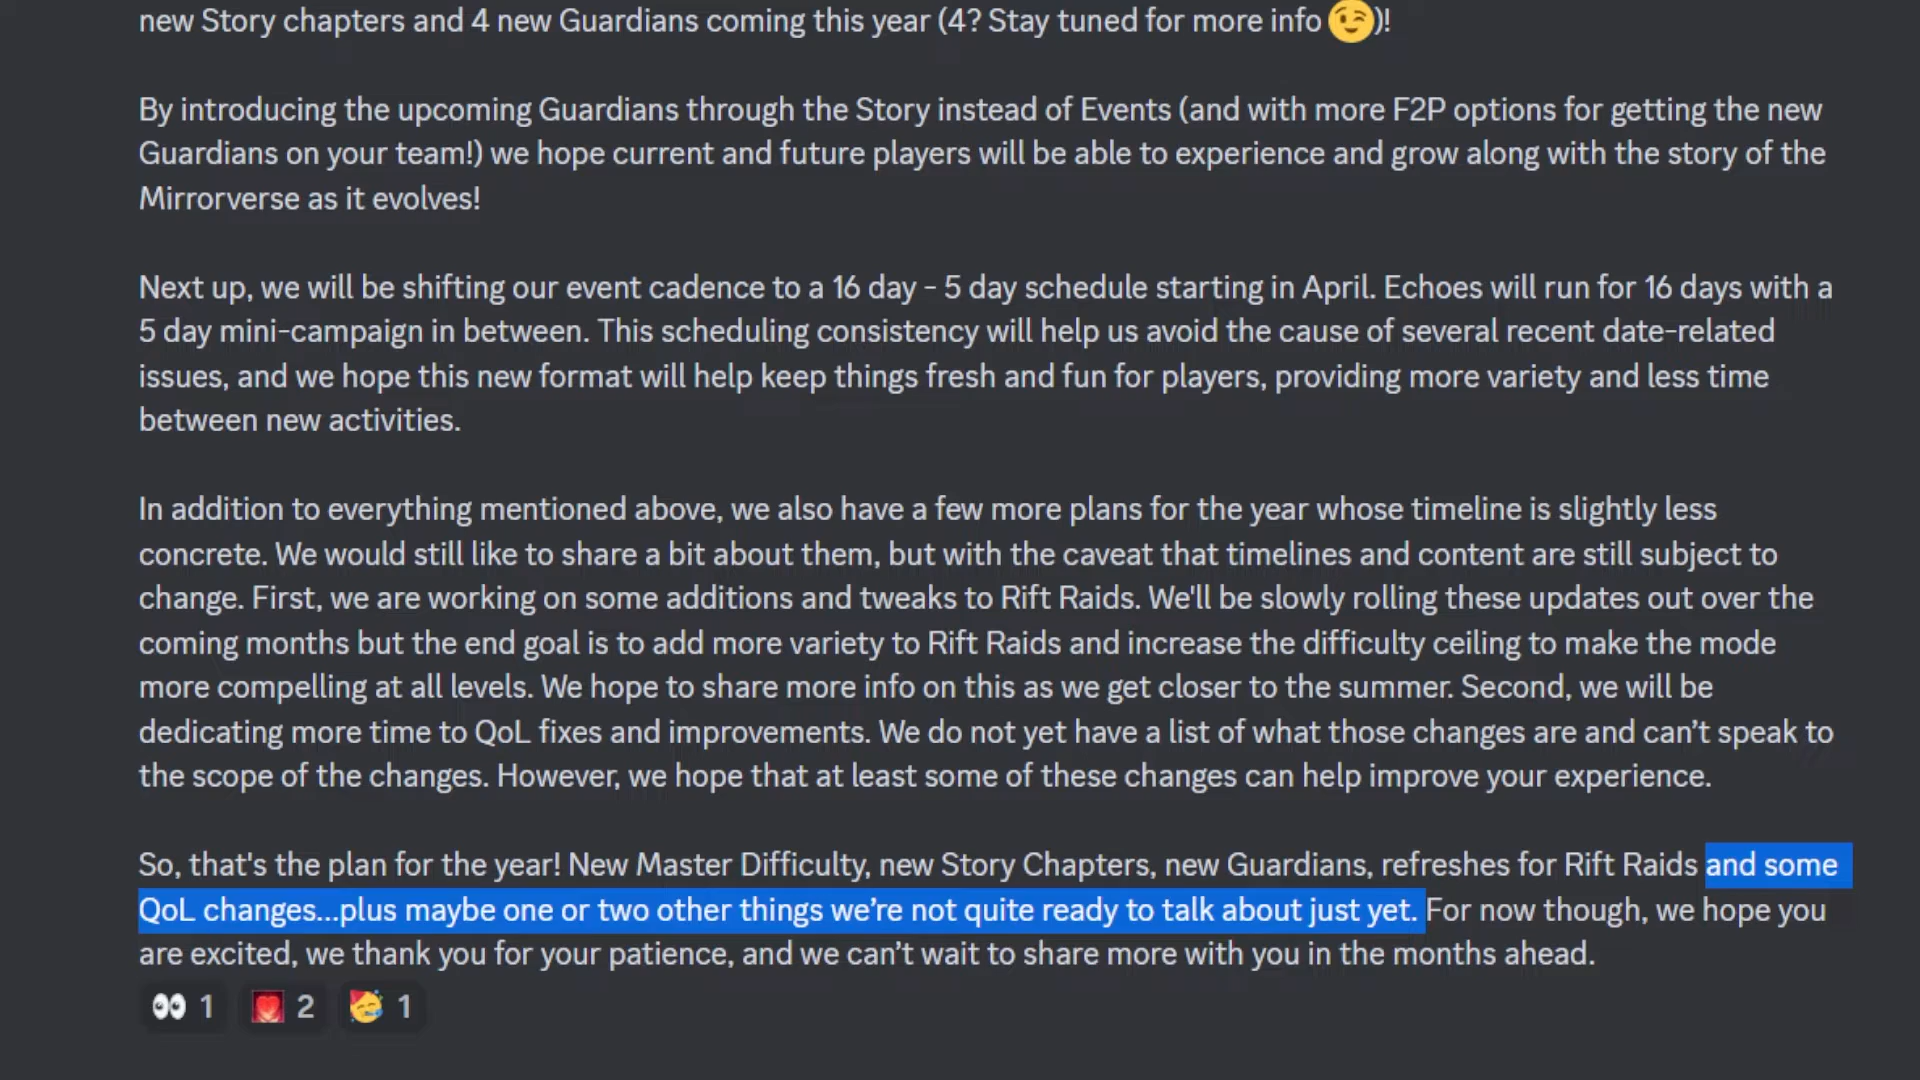 new Story chapters and 4 new Guardians coming this year (4? Stay tuned for more info 😉)!
By introducing the upcoming Guardians through the Story instead of Events (and with more F2P options for getting the new
Guardians on your team!) we hope current and future players will be able to experience and grow along with the story of the
Mirrorverse as it evolves!
Next up, we will be shifting our event cadence to a 16 day - 5 day schedule starting in April. Echoes will run for 16 days with a
5 day mini-campaign in between. This scheduling consistency will help us avoid the cause of several recent date-related
issues, and we hope this new format will help keep things fresh and fun for players, providing more variety and less time
between new activities.
In addition to everything mentioned above, we also have a few more plans for the year whose timeline is slightly less
concrete. We would still like to share a bit about them, but with the caveat that timelines and content are still subject to
change. First, we are working on some additions and tweaks to Rift Raids. We'll be slowly rolling these updates out over the
coming months but the end goal is to add more variety to Rift Raids and increase the difficulty ceiling to make the mode
more compelling at all levels. We hope to share more info on this as we get closer to the summer. Second, we will be
dedicating more time to QoL fixes and improvements. We do not yet have a list of what those changes are and can’t speak to
the scope of the changes. However, we hope that at least some of these changes can help improve your experience.
So, that's the plan for the year! New Master Difficulty, new Story Chapters, new Guardians, refreshes for Rift Raids and some
QoL changes...plus maybe one or two other things we’re not quite ready to talk about just yet. For now though, we hope you
are excited, we thank you for your patience, and we can’t wait to share more with you in the months ahead.
1 2 1